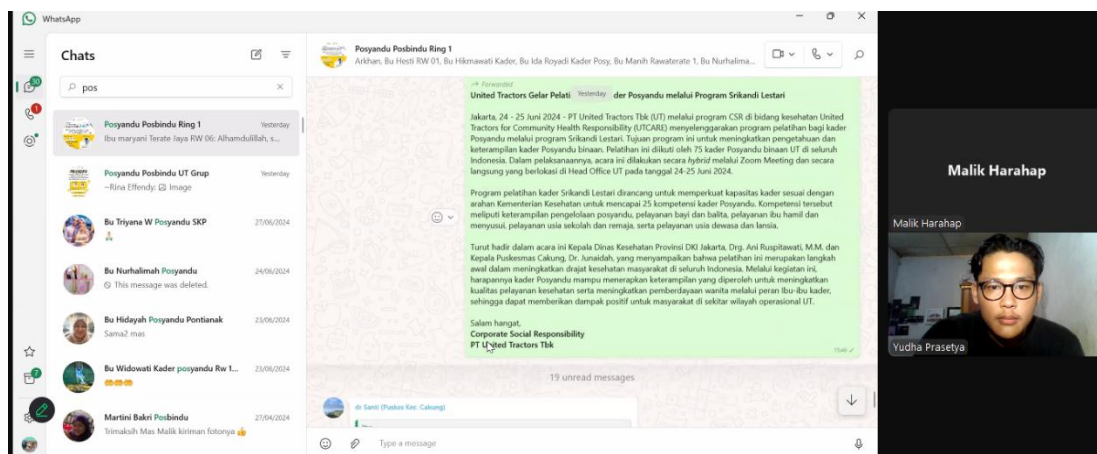 WhatsApp
Chats
pos
30
Posyandu Posbindu Ring 1
Yesterday
Ibu maryani Terate Jaya RW 06: Alhamdulillah, s...
Posyandu Posbindu UT Grup
Yesterday
~Rina Effendy: Image
Bu Triyana W Posyandu SKP
27/06/2024
Bu Nurhalimah Posyandu
24/06/2024
This message was deleted.
Bu Hidayah Posyandu Pontianak
23/06/2024
Sama2 mas
Bu Widowati Kader posyandu Rw 1...
23/06/2024
Martini Bakri Posbindu
27/04/2024
Trimaksih Mas Malik kiriman fotonya
Posyandu Posbindu Ring 1
Arkhan, Bu Hesti RW 01, Bu Hikmawati Kader, Bu Ida Royadi Kader Posy, Bu Manih Rawaterate 1, Bu Nurhalima...
Forwarded
United Tractors Gelar Pelati Yesterday der Posyandu melalui Program Srikandi Lestari
Jakarta, 24 - 25 Juni 2024 - PT United Tractors Tbk (UT) melalui program CSR di bidang kesehatan United
Tractors for Community Health Responsibility (UTCARE) menyelenggarakan program pelatihan bagi kader
Posyandu melalui program Srikandi Lestari. Tujuan program ini untuk meningkatkan pengetahuan dan
keterampilan kader Posyandu binaan. Pelatihan ini diikuti oleh 75 kader Posyandu binaan UT di seluruh
Indonesia. Dalam pelaksanaannya, acara ini dilakukan secara hybrid melalui Zoom Meeting dan secara
langsung yang berlokasi di Head Office UT pada tanggal 24-25 Juni 2024.
Program pelatihan kader Srikandi Lestari dirancang untuk memperkuat kapasitas kader sesuai dengan
arahan Kementerian Kesehatan untuk mencapai 25 kompetensi kader Posyandu. Kompetensi tersebut
meliputi keterampilan pengelolaan posyandu, pelayanan bayi dan balita, pelayanan ibu hamil dan
menyusui, pelayanan usia sekolah dan remaja, serta pelayanan usia dewasa dan lansia.
Turut hadir dalam acara ini Kepala Dinas Kesehatan Provinsi DKI Jakarta, Drg. Ani Ruspitawati, M.M. dan
Kepala Puskesmas Cakung, Dr. Junaidah, yang menyampaikan bahwa pelatihan ini merupakan langkah
awal dalam meningkatkan drajat kesehatan masyarakat di seluruh Indonesia. Melalui kegiatan ini,
harapannya kader Posyandu mampu menerapkan keterampilan yang diperoleh untuk meningkatkan
kualitas pelayanan kesehatan serta meningkatkan pemberdayaan wanita melalui peran Ibu-ibu kader,
sehingga dapat memberikan dampak positif untuk masyarakat di sekitar wilayah operasional UT.
Salam hangat,
Corporate Social Responsibility
PT United Tractors Tbk
19 unread messages
dr Santi (Puskes Kec. Cakung)
Type a message
Malik Harahap
Malik Harahap
Yudha Prasetya